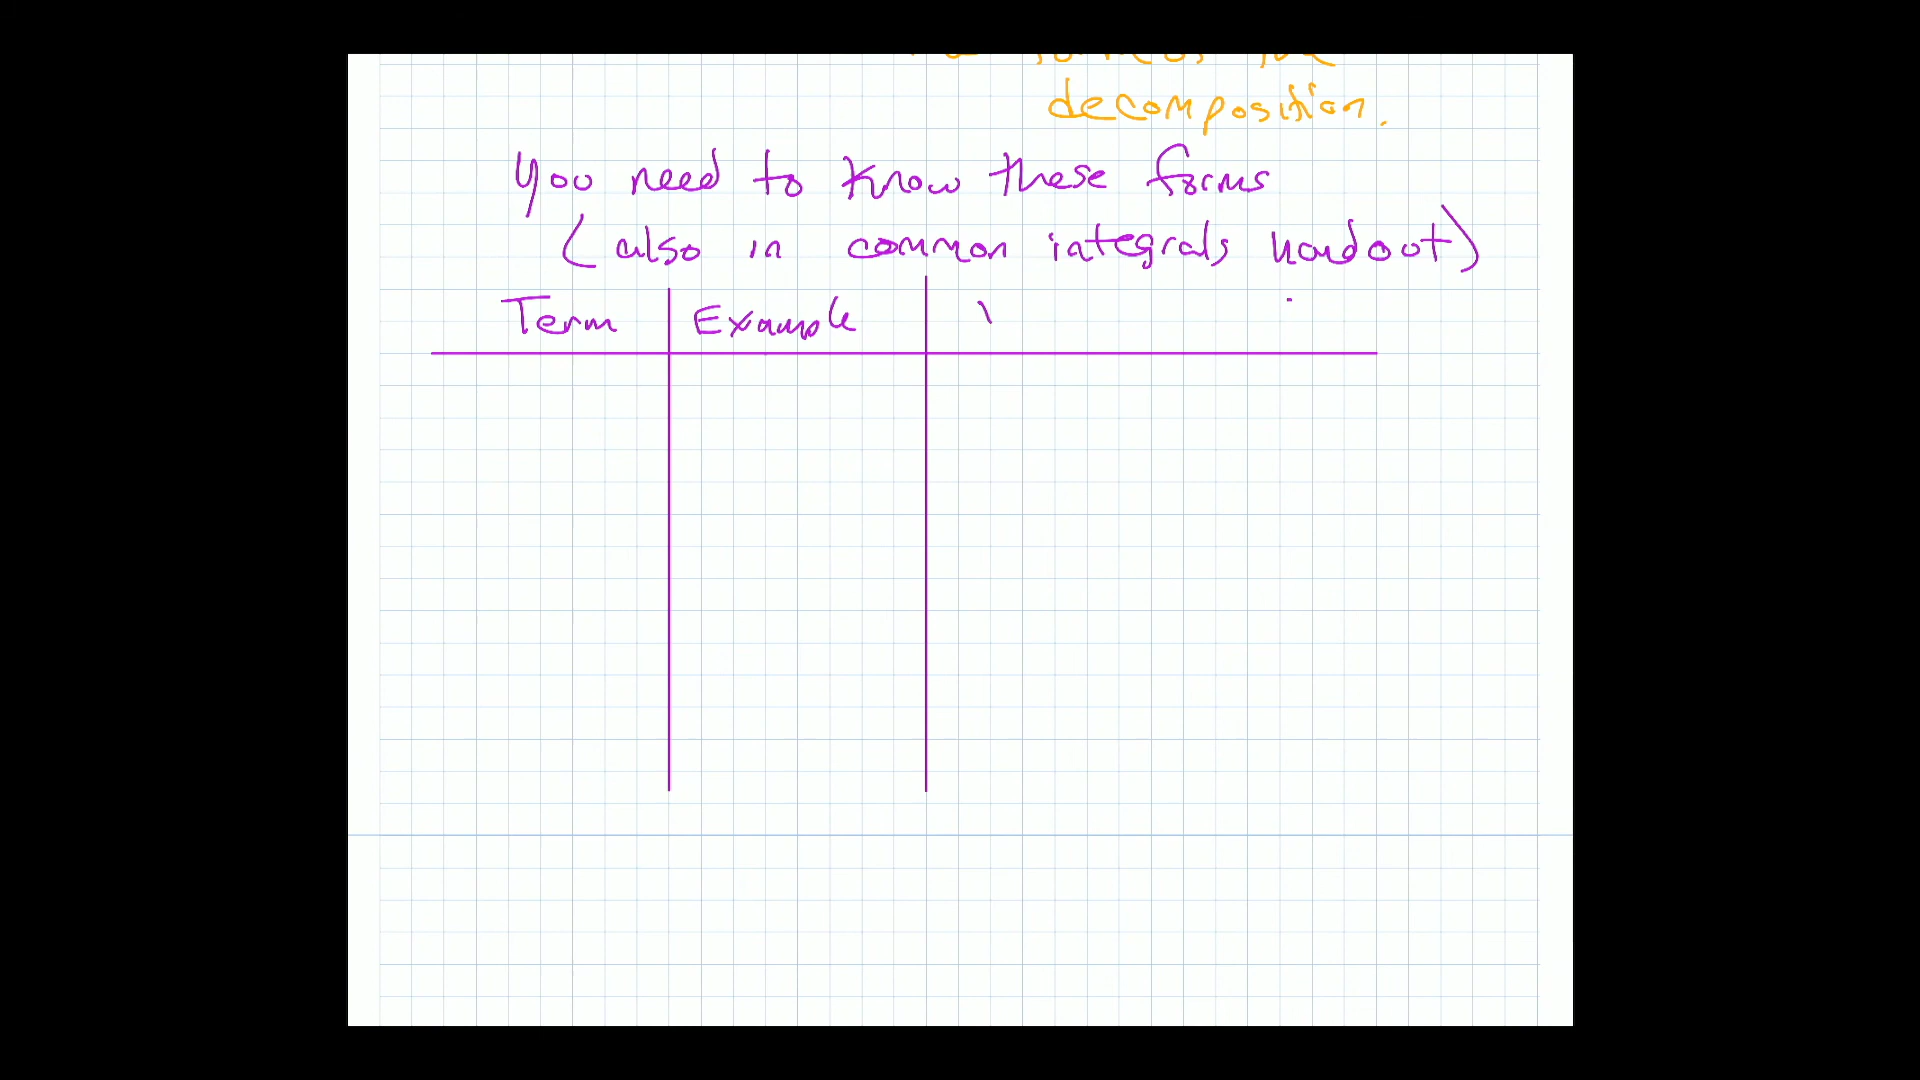 decomposition.
You need to know these forms
(also in common integrals handout)
Term Example